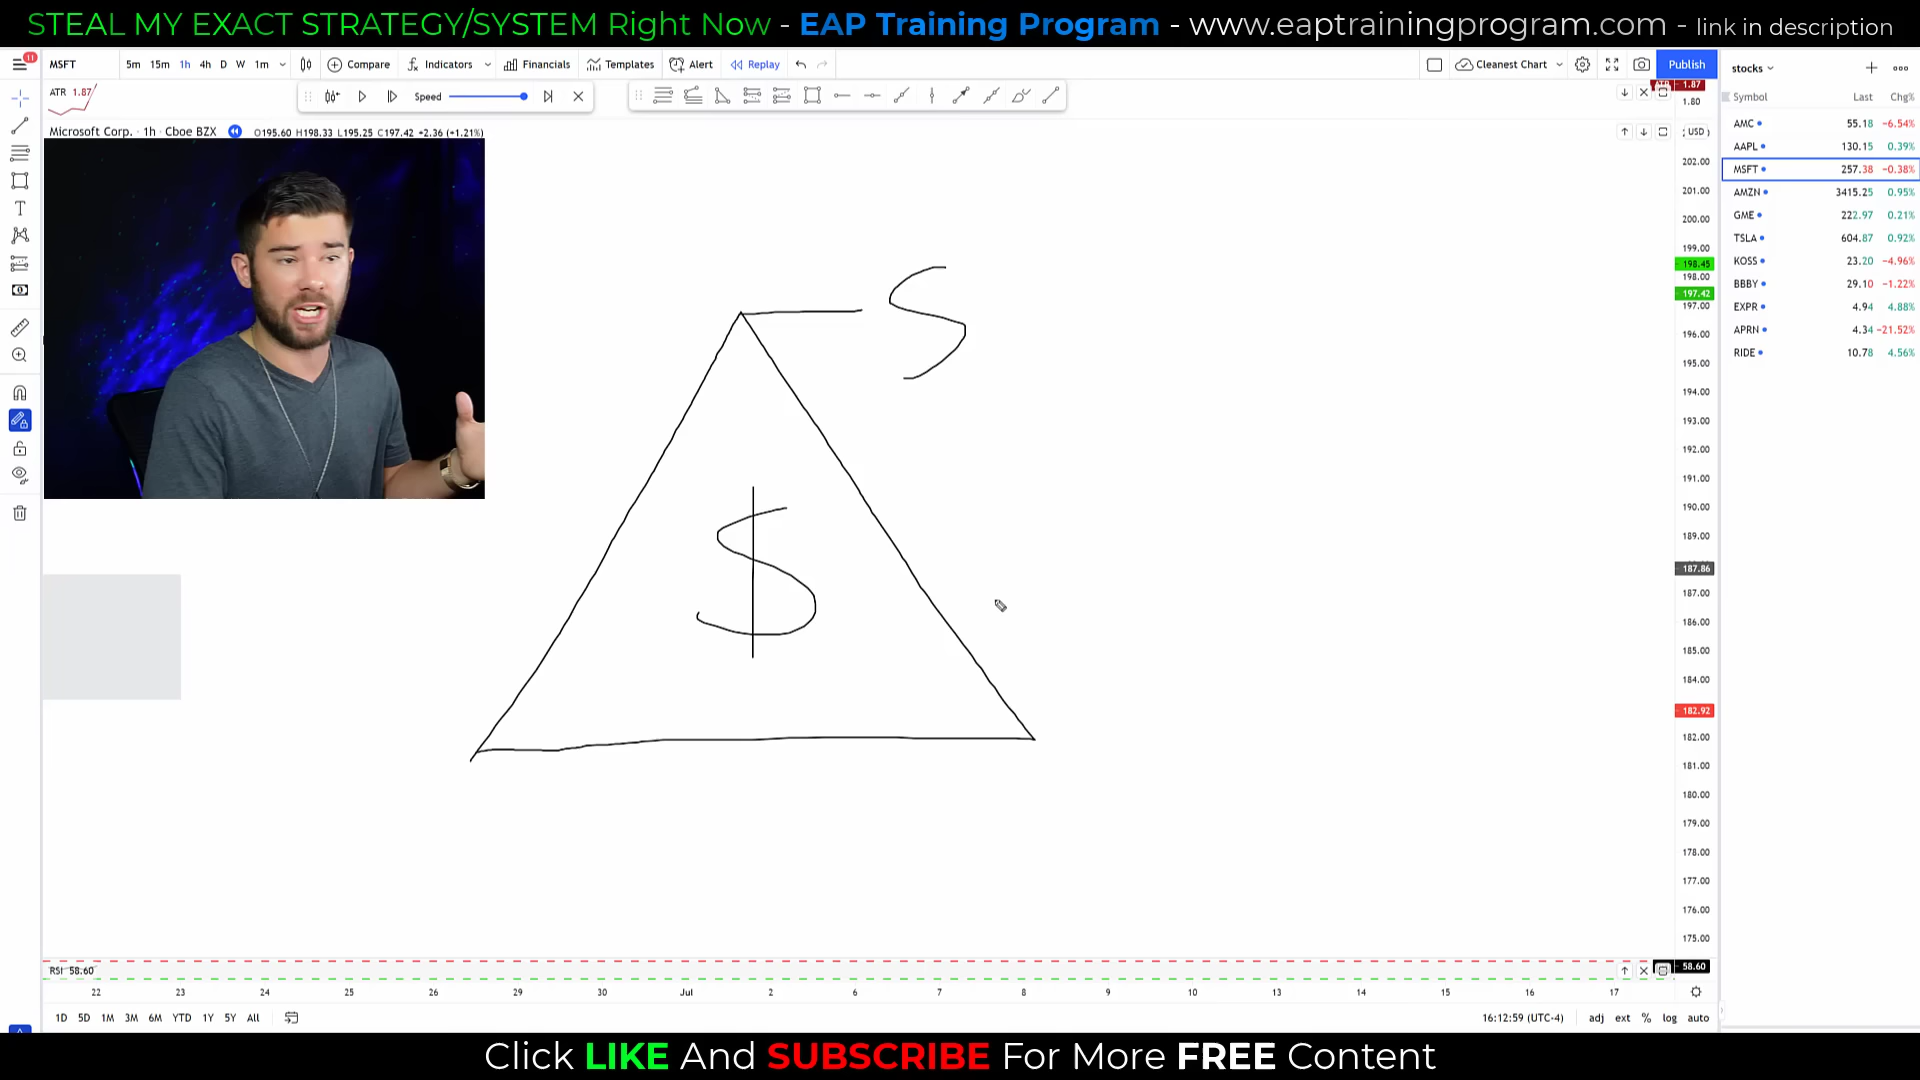 STEAL MY EXACT STRATEGY/SYSTEM Right Now - EAP Training Program - www.eaptrainingprogram.com - link in description
11
MSFT 5m 15m 1h 4h D W 1m Compare Indicators Financials Templates Alert Replay Cleanest Chart Publish
stocks
ATR 1.87
Speed
1.87
1.80
Symbol Last Chg%
Microsoft Corp. · 1h · Cboe BZX O195.60 H198.33 L195.25 C197.42 +2.36 (+1.21%)
USD
AMC 55.18 −6.54%
AAPL 130.15 0.39%
MSFT 257.38 −0.38%
AMZN 3415.25 0.95%
GME 222.97 0.21%
TSLA 604.87 0.92%
KOSS 23.20 −4.96%
BBBY 29.10 −1.22%
EXPR 4.94 4.88%
APRN 4.34 −21.52%
RIDE 10.78 4.56%
202.00
201.00
200.00
199.00
198.45
198.00
197.42
197.00
196.00
195.00
194.00
193.00
192.00
191.00
190.00
189.00
187.86
187.00
186.00
185.00
184.00
182.92
182.00
181.00
180.00
179.00
178.00
177.00
176.00
175.00
S
$
RSI 58.60
58.60
22 23 24 25 26 29 30 Jul 2 6 7 8 9 10 13 14 15 16 17
1D 5D 1M 3M 6M YTD 1Y 5Y All 16:12:59 (UTC-4) adj ext % log auto
Click LIKE And SUBSCRIBE For More FREE Content